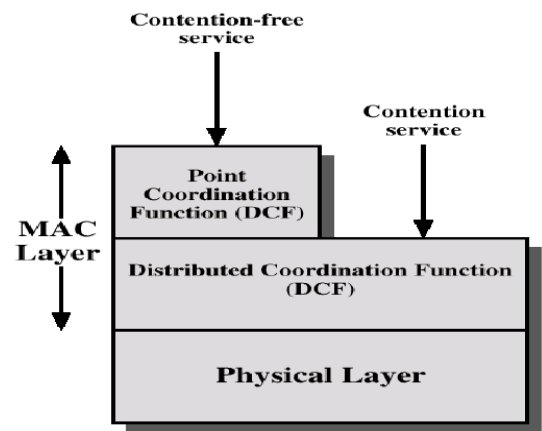 Contention-free
service
Contention
service
Point
Coordination
Function (DCF)
MAC
Layer
Distributed Coordination Function
(DCF)
Physical Layer